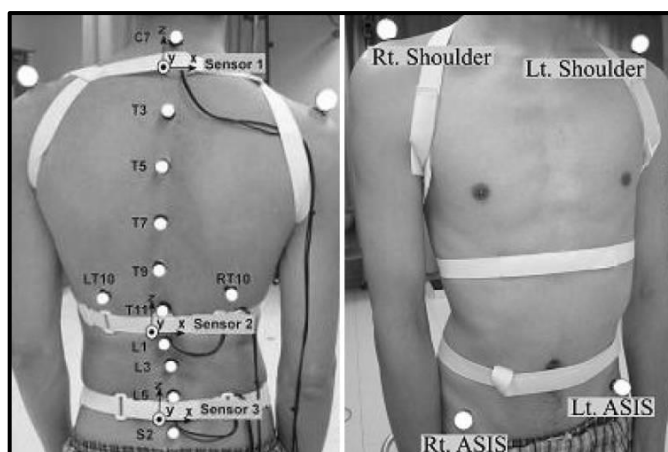 C7
z
y x
Sensor 1
T3
T5
T7
T9
LT10
RT10
T11
z
y x
Sensor 2
L1
L3
L5
z
y x
Sensor 3
S2
Rt. Shoulder
Lt. Shoulder
Lt. ASIS
Rt. ASIS